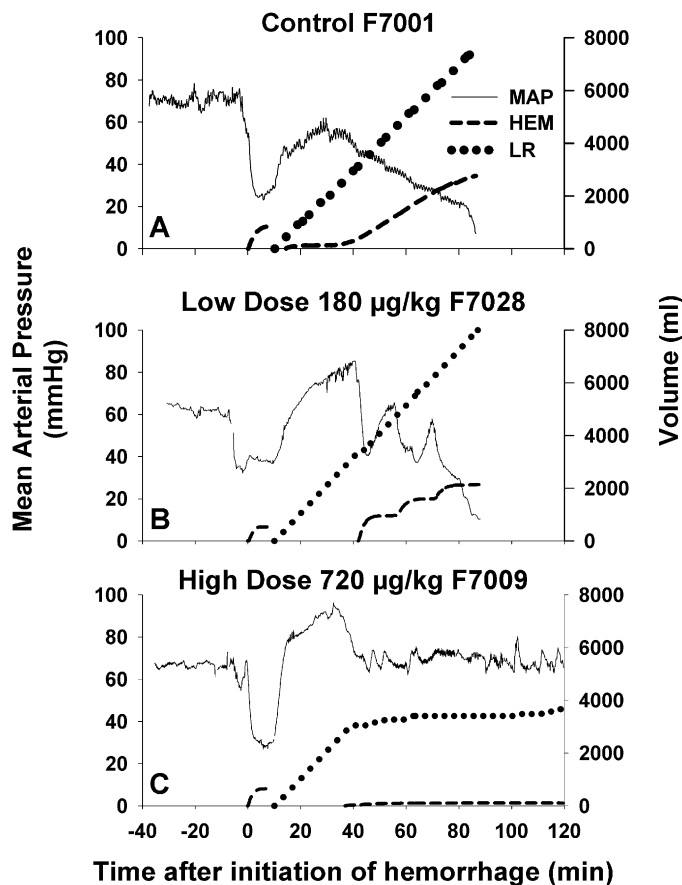 Control F7001
100 8000
80 6000
60 4000
40 2000
20 0
0
MAP
HEM
LR
A
Low Dose 180 µg/kg F7028
100 8000
80 6000
60 4000
40 2000
20 0
0
B
High Dose 720 µg/kg F7009
100 8000
80 6000
60 4000
40 2000
20 0
0
C
-40 -20 0 20 40 60 80 100 120
Time after initiation of hemorrhage (min)
Mean Arterial Pressure
(mmHg)
Volume (ml)